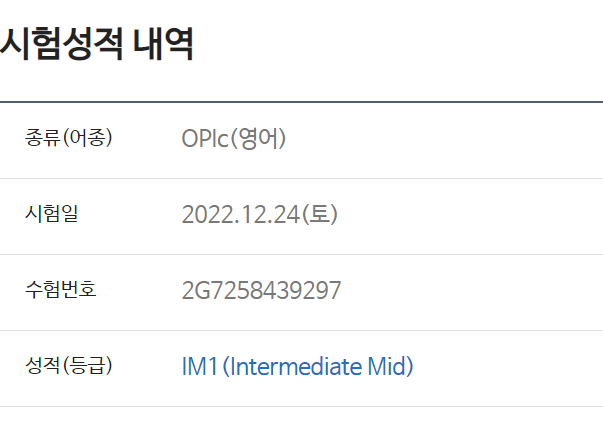 시험성적 내역
종류(어종) OPIc(영어)
시험일 2022.12.24(토)
수험번호 2G7258439297
성적(등급) IM1(Intermediate Mid)